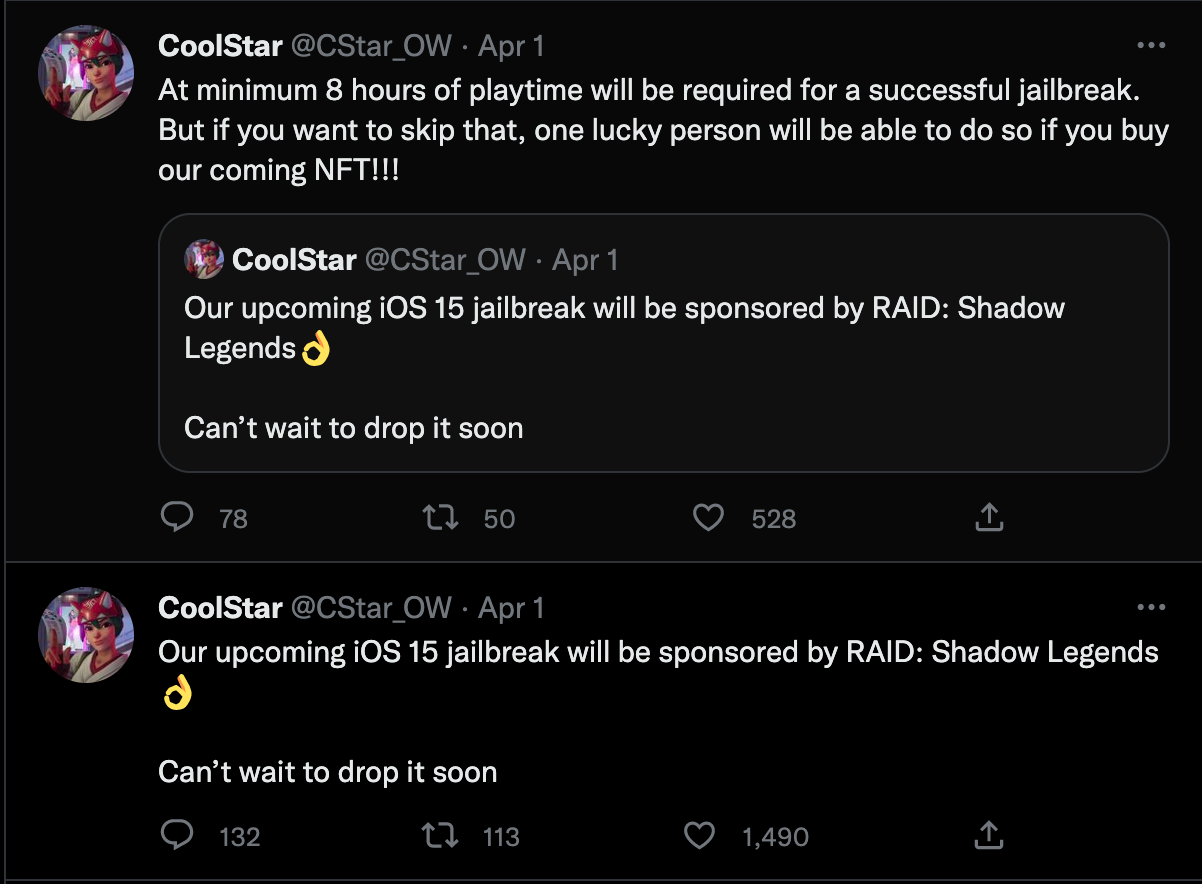 CoolStar @CStar_OW · Apr 1
At minimum 8 hours of playtime will be required for a successful jailbreak.
But if you want to skip that, one lucky person will be able to do so if you buy
our coming NFT!!!
CoolStar @CStar_OW · Apr 1
Our upcoming iOS 15 jailbreak will be sponsored by RAID: Shadow
Legends👌
Can’t wait to drop it soon
78 50 528
CoolStar @CStar_OW · Apr 1
Our upcoming iOS 15 jailbreak will be sponsored by RAID: Shadow Legends
👌
Can’t wait to drop it soon
132 113 1,490